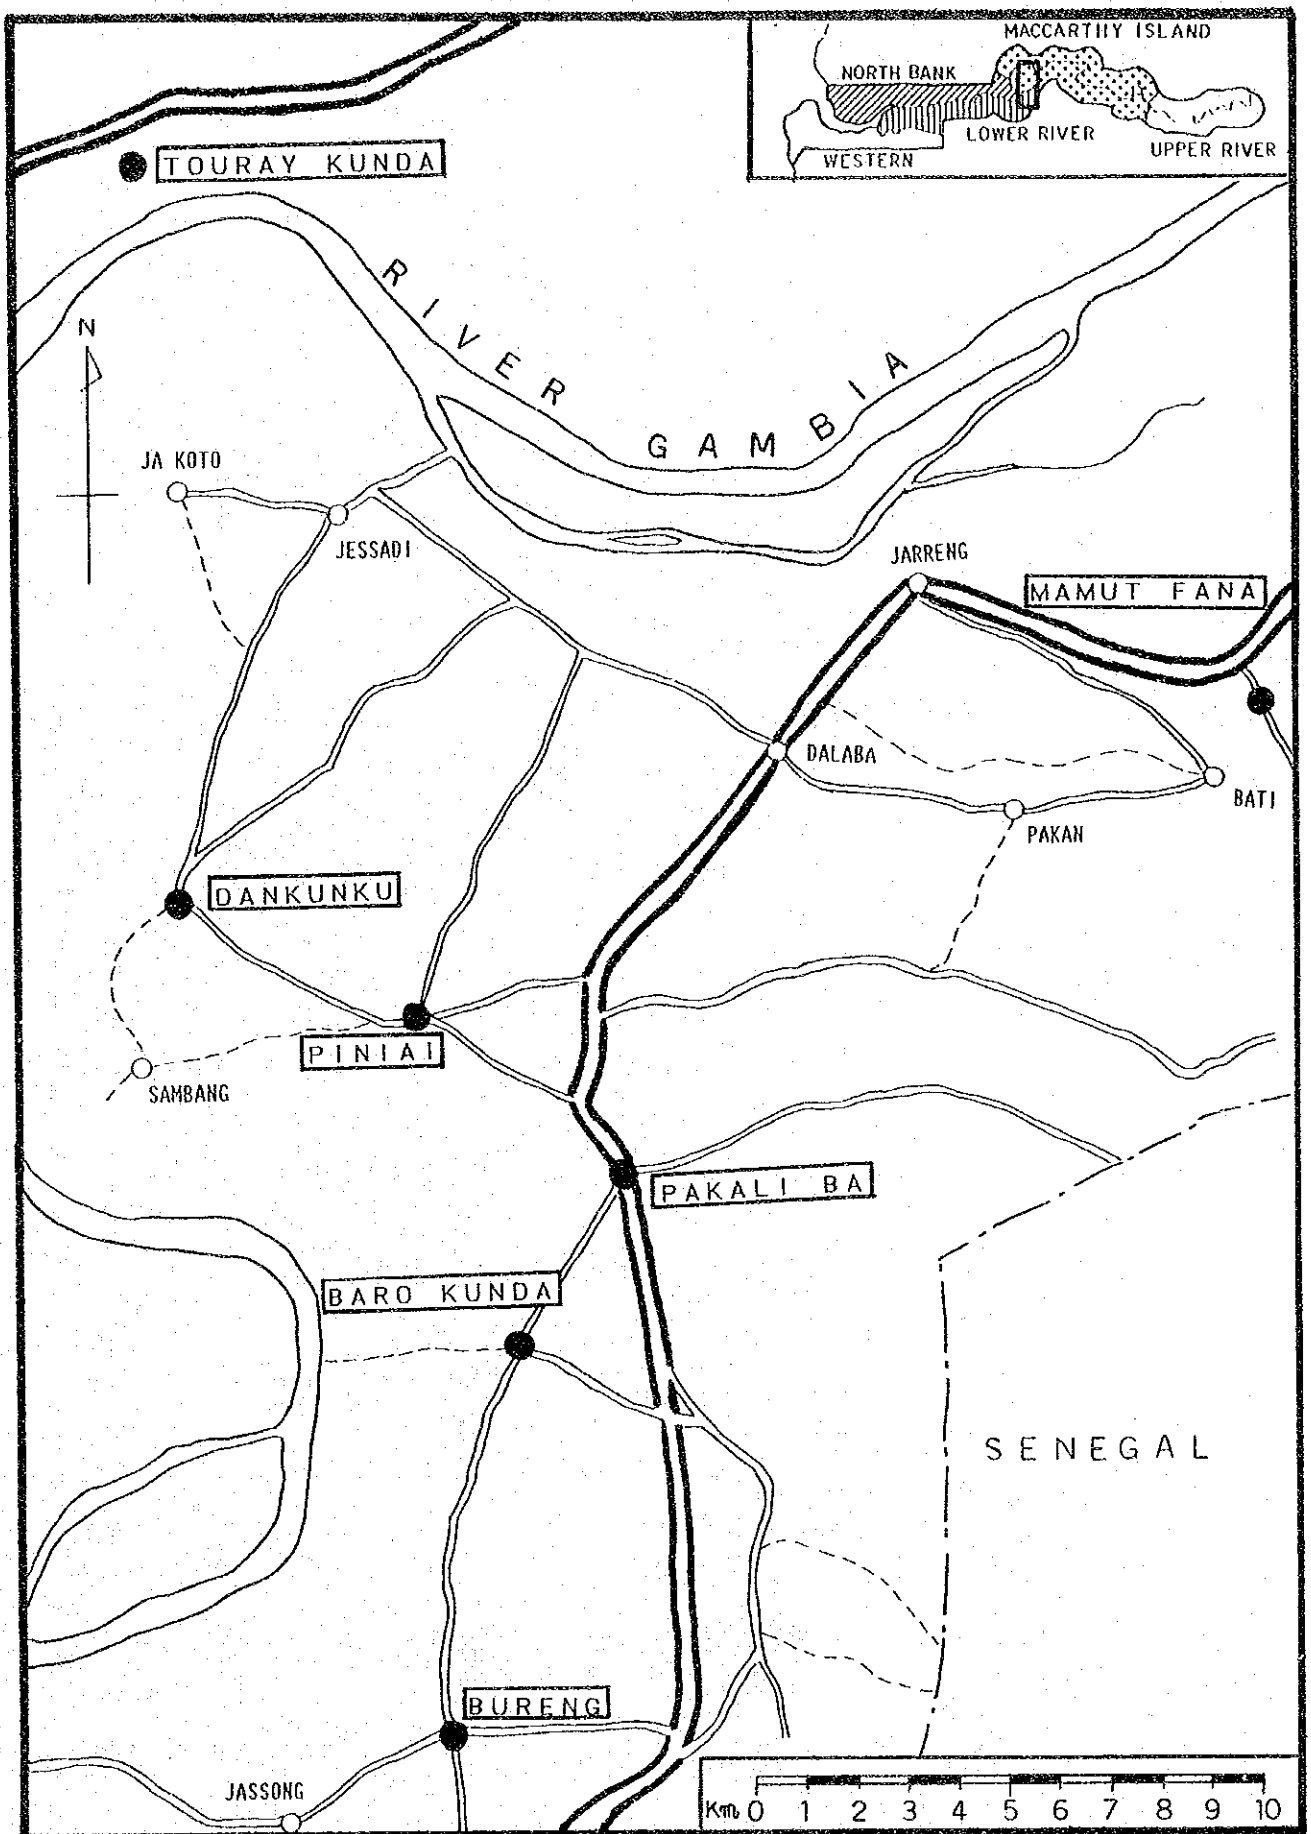 MACCARTHY ISLAND
NORTH BANK
LOWER RIVER
WESTERN
UPPER RIVER
TOURAY KUNDA
RIVER GAMBIA
N
JA KOTO
JESSADI
JARRENG
MAMUT FANA
DALABA
BATI
PAKAN
DANKUNKU
PINIAI
SAMBANG
PAKALI BA
BARO KUNDA
SENEGAL
BURENG
JASSONG
Km 0 1 2 3 4 5 6 7 8 9 10